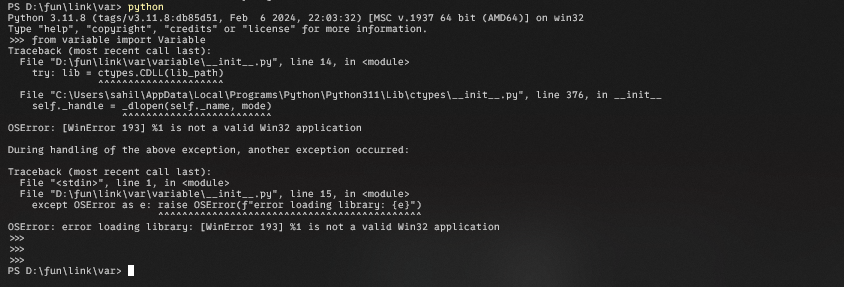 PS D:\fun\link\var> python
Python 3.11.8 (tags/v3.11.8:db85d51, Feb  6 2024, 22:03:32) [MSC v.1937 64 bit (AMD64)] on win32
Type "help", "copyright", "credits" or "license" for more information.
>>> from variable import Variable
Traceback (most recent call last):
  File "D:\fun\link\var\variable\__init__.py", line 14, in <module>
    try: lib = ctypes.CDLL(lib_path)
               ^^^^^^^^^^^^^^^^^^^^^
  File "C:\Users\sahil\AppData\Local\Programs\Python\Python311\Lib\ctypes\__init__.py", line 376, in __init__
    self._handle = _dlopen(self._name, mode)
                   ^^^^^^^^^^^^^^^^^^^^^^^^^
OSError: [WinError 193] %1 is not a valid Win32 application

During handling of the above exception, another exception occurred:

Traceback (most recent call last):
  File "<stdin>", line 1, in <module>
  File "D:\fun\link\var\variable\__init__.py", line 15, in <module>
    except OSError as e: raise OSError(f"error loading library: {e}")
                         ^^^^^^^^^^^^^^^^^^^^^^^^^^^^^^^^^^^^^^^^^^^^
OSError: error loading library: [WinError 193] %1 is not a valid Win32 application
>>>
>>>
>>>
PS D:\fun\link\var>